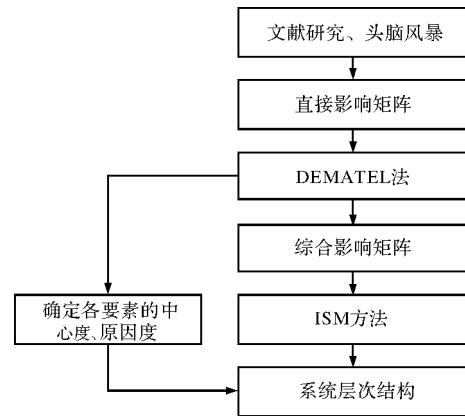 文献研究、头脑风暴
直接影响矩阵
DEMATEL法
综合影响矩阵
确定各要素的中
心度、原因度
ISM方法
系统层次结构